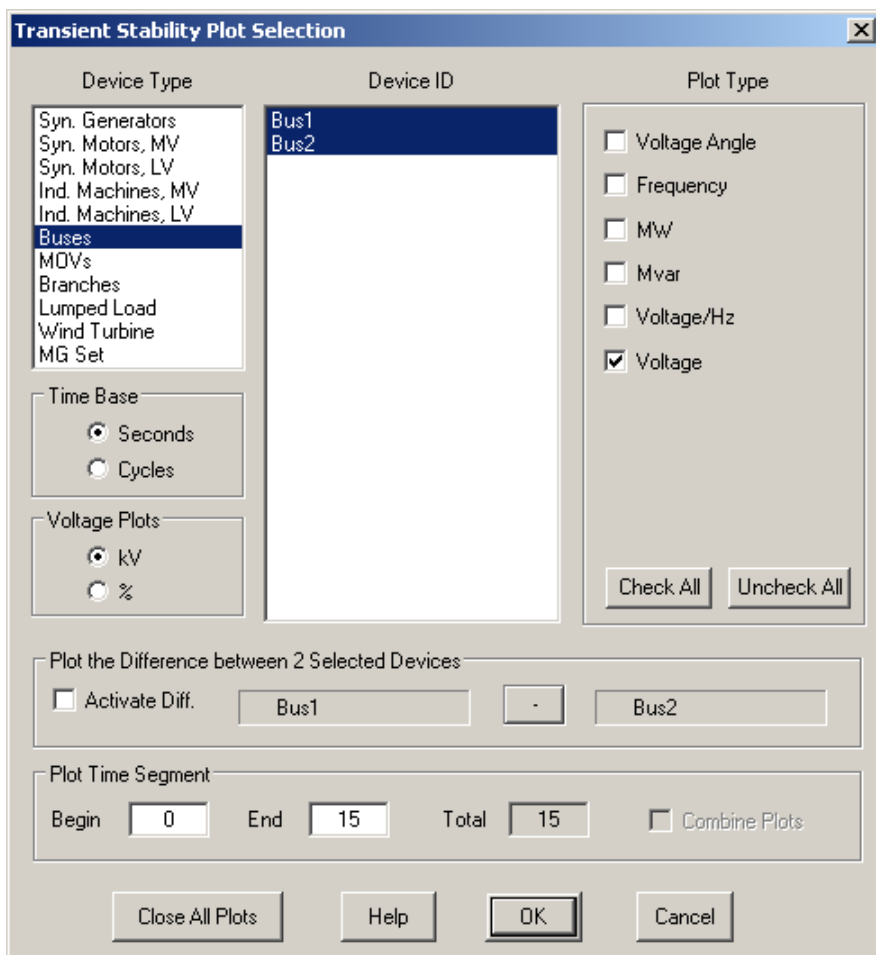 Transient Stability Plot Selection
Device Type
Device ID
Plot Type
Syn. Generators
Syn. Motors, MV
Syn. Motors, LV
Ind. Machines, MV
Ind. Machines, LV
Buses
MOVs
Branches
Lumped Load
Wind Turbine
MG Set
Bus1
Bus2
Voltage Angle
Frequency
MW
Mvar
Voltage/Hz
Voltage
Time Base
Seconds
Cycles
Voltage Plots
kV
%
Check All
Uncheck All
Plot the Difference between 2 Selected Devices
Activate Diff. Bus1 - Bus2
Plot Time Segment
Begin 0 End 15 Total 15 Combine Plots
Close All Plots Help OK Cancel